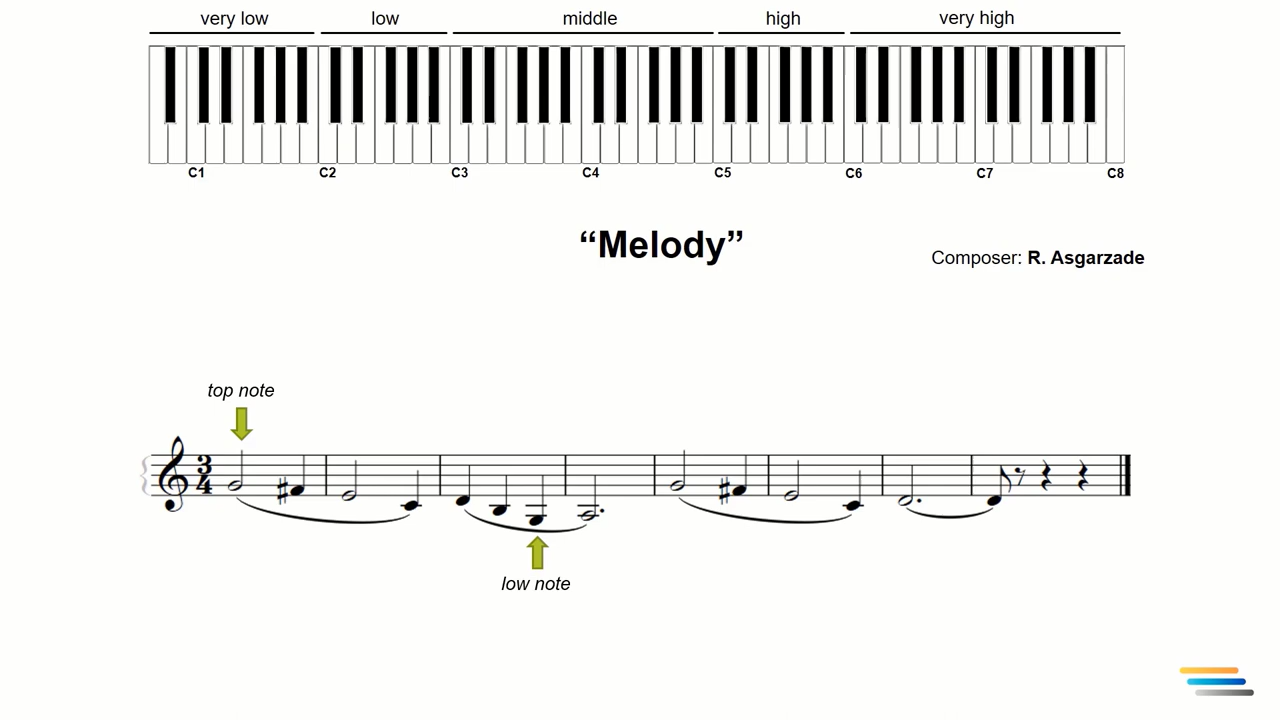 very low low middle high very high
C1 C2 C3 C4 C5 C6 C7 C8
“Melody”
Composer: R. Asgarzade
top note
3
4
low note